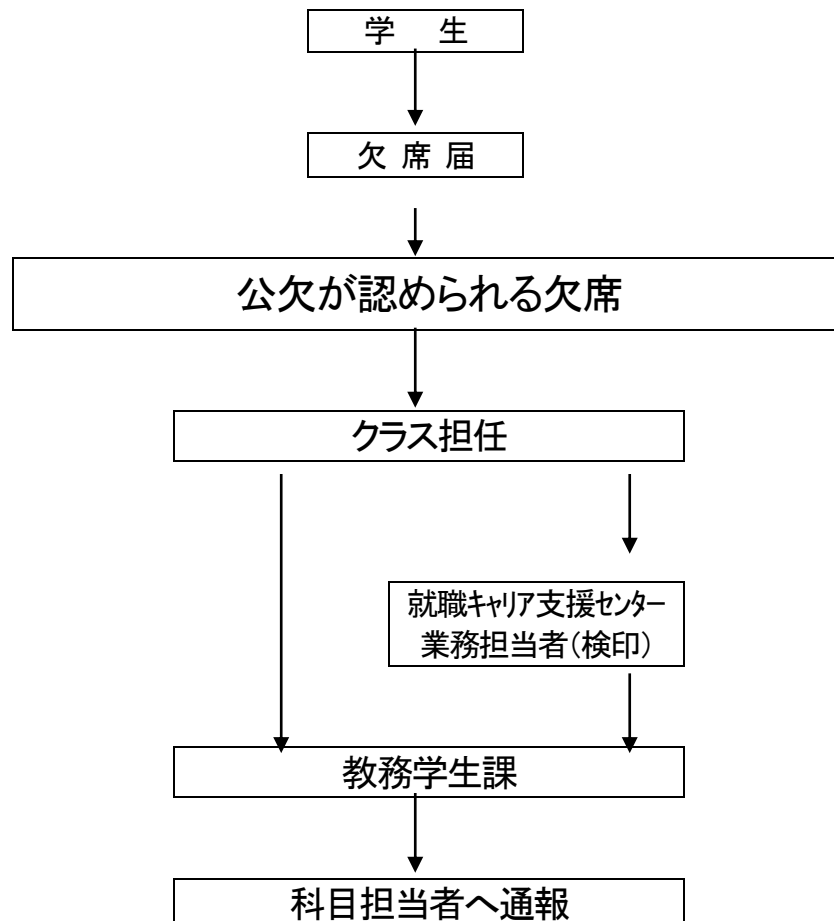 学　生
欠 席 届
公欠が認められる欠席
クラス担任
就職ｷｬﾘｱ支援ｾﾝﾀｰ
業務担当者(検印)
教務学生課
科目担当者へ通報